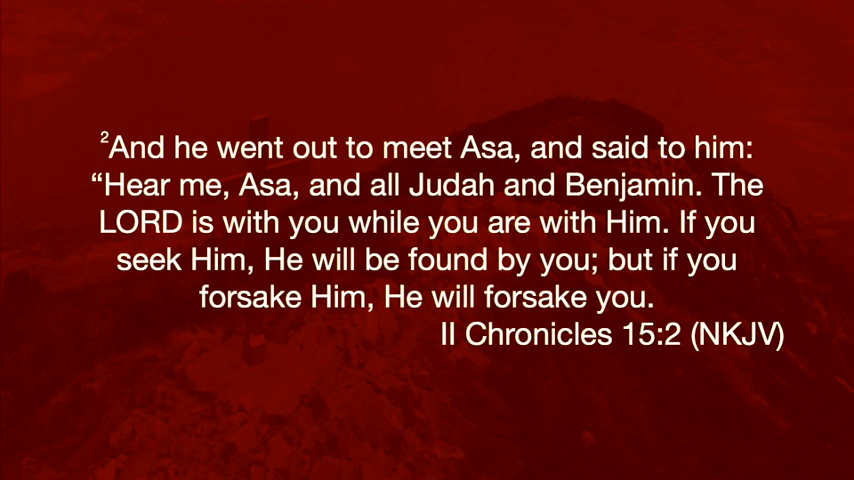 ²And he went out to meet Asa, and said to him:
“Hear me, Asa, and all Judah and Benjamin. The
LORD is with you while you are with Him. If you
seek Him, He will be found by you; but if you
forsake Him, He will forsake you.
II Chronicles 15:2 (NKJV)